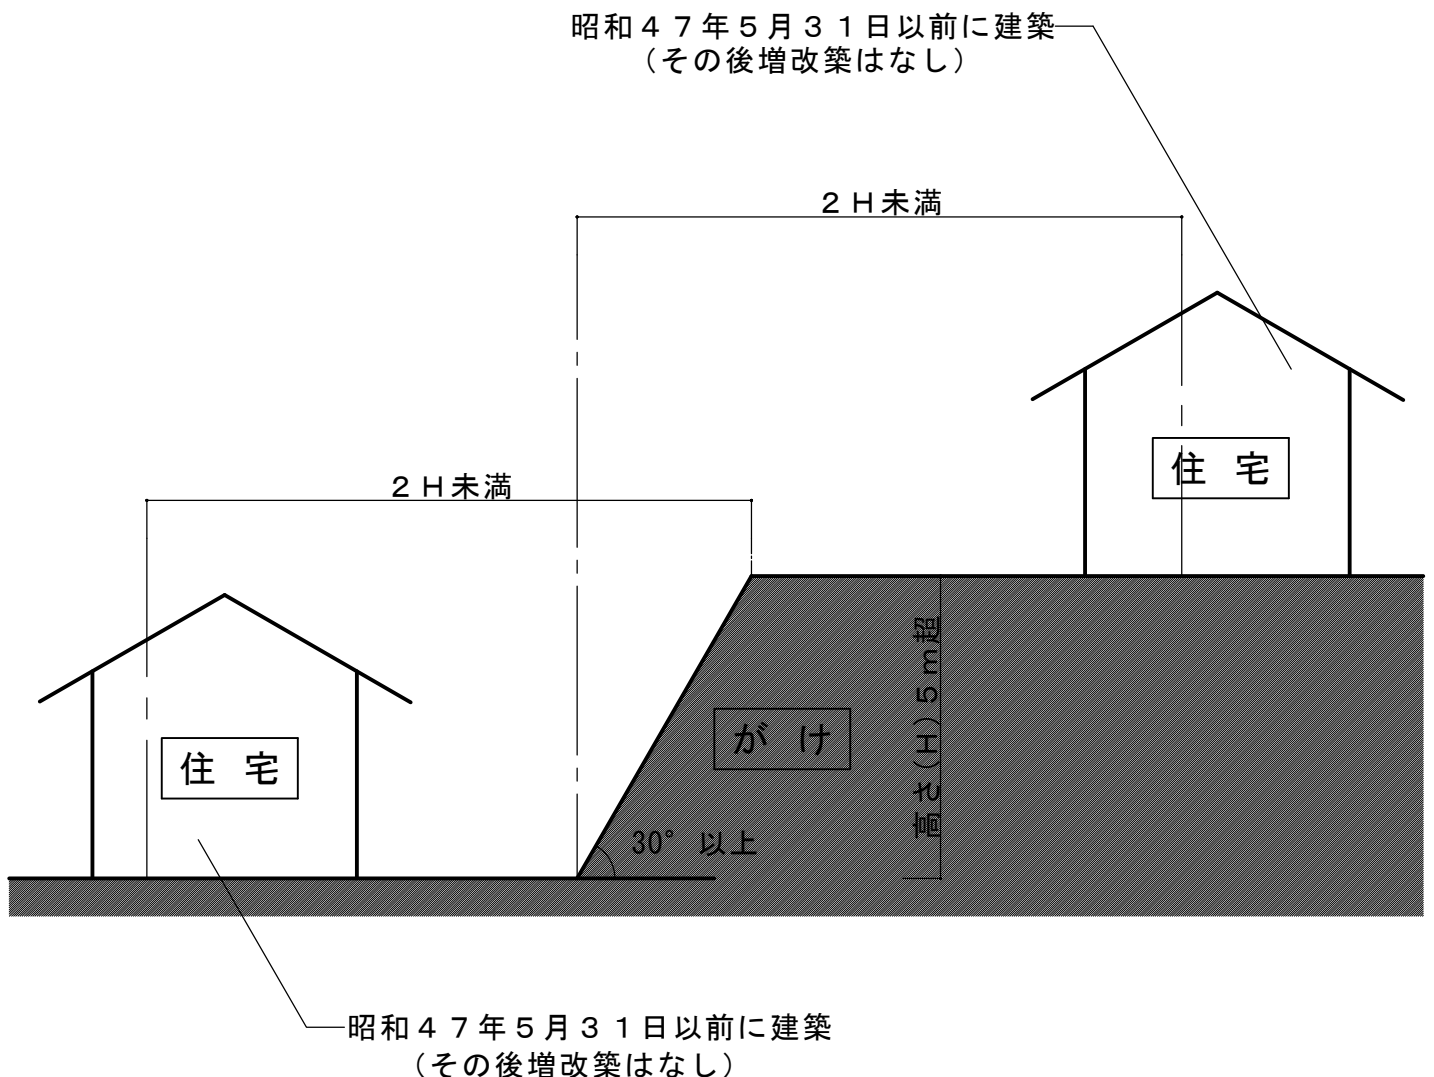 昭和４７年５月３１日以前に建築
（その後増改築はなし）
２Ｈ未満
２Ｈ未満
住 宅
高さ（Ｈ）５ｍ超
が け
住 宅
30° 以上
昭和４７年５月３１日以前に建築
（その後増改築はなし）